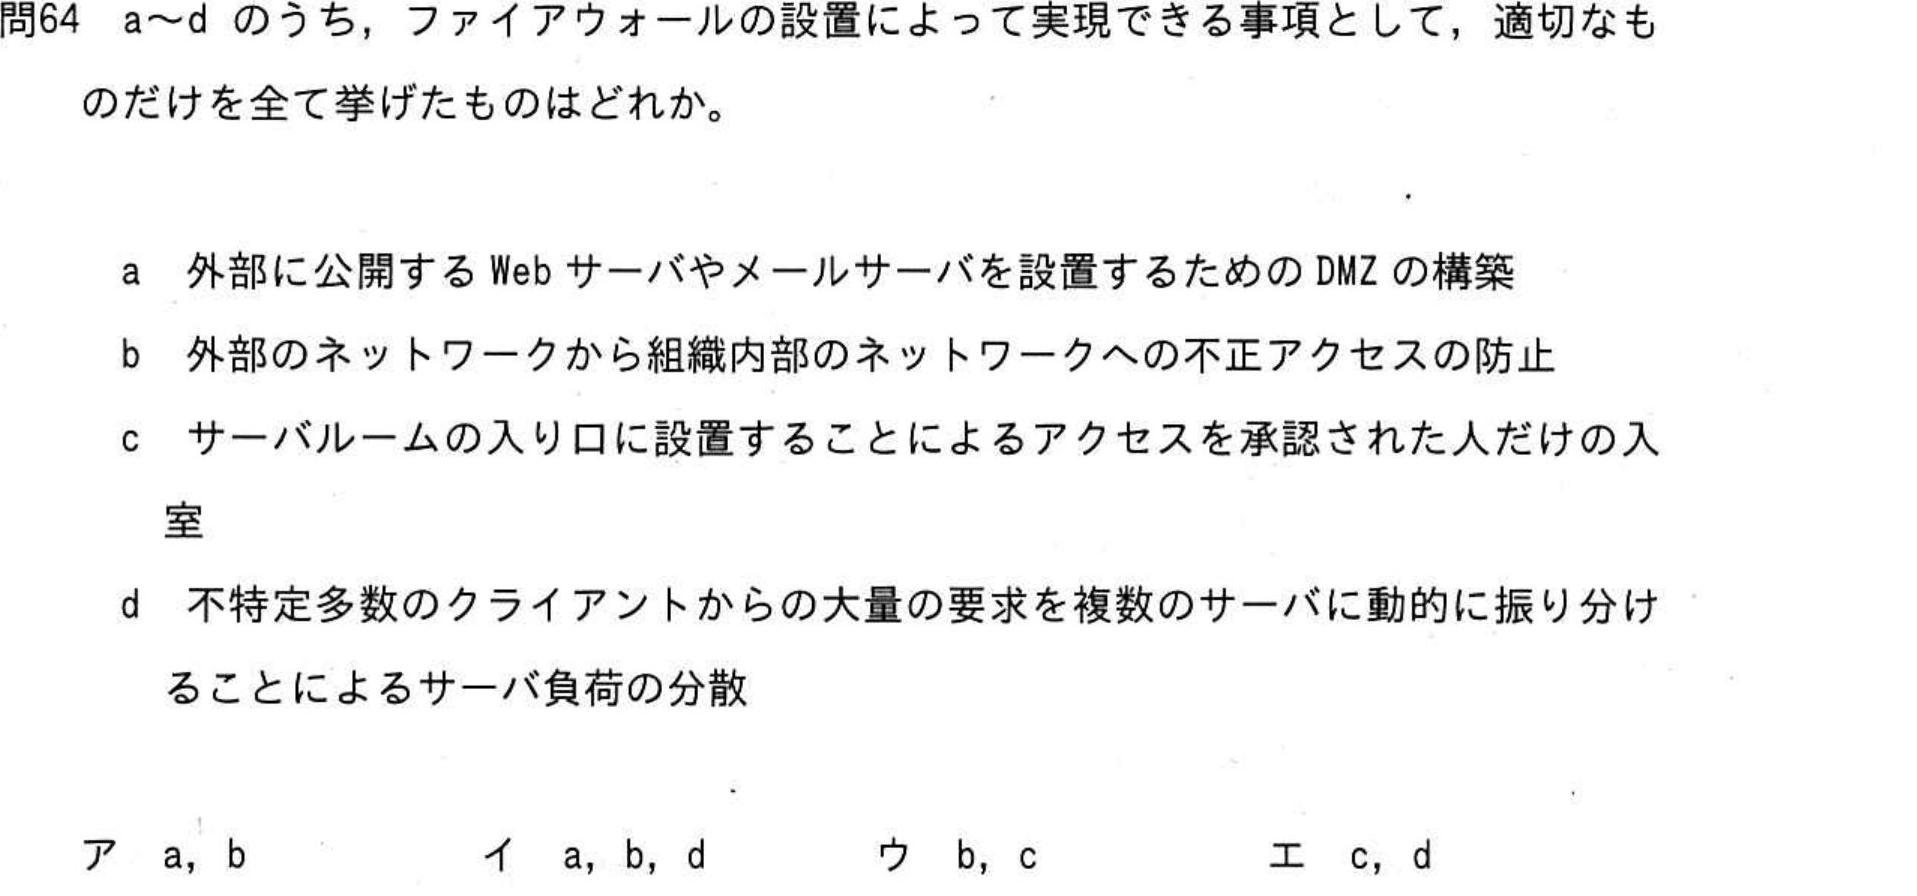 問64 a～d のうち，ファイアウォールの設置によって実現できる事項として，適切なも
のだけを全て挙げたものはどれか。
a 外部に公開する Web サーバやメールサーバを設置するための DMZ の構築
b 外部のネットワークから組織内部のネットワークへの不正アクセスの防止
c サーバルームの入り口に設置することによるアクセスを承認された人だけの入
室
d 不特定多数のクライアントからの大量の要求を複数のサーバに動的に振り分け
ることによるサーバ負荷の分散
ア a, b イ a, b, d ウ b, c エ c, d